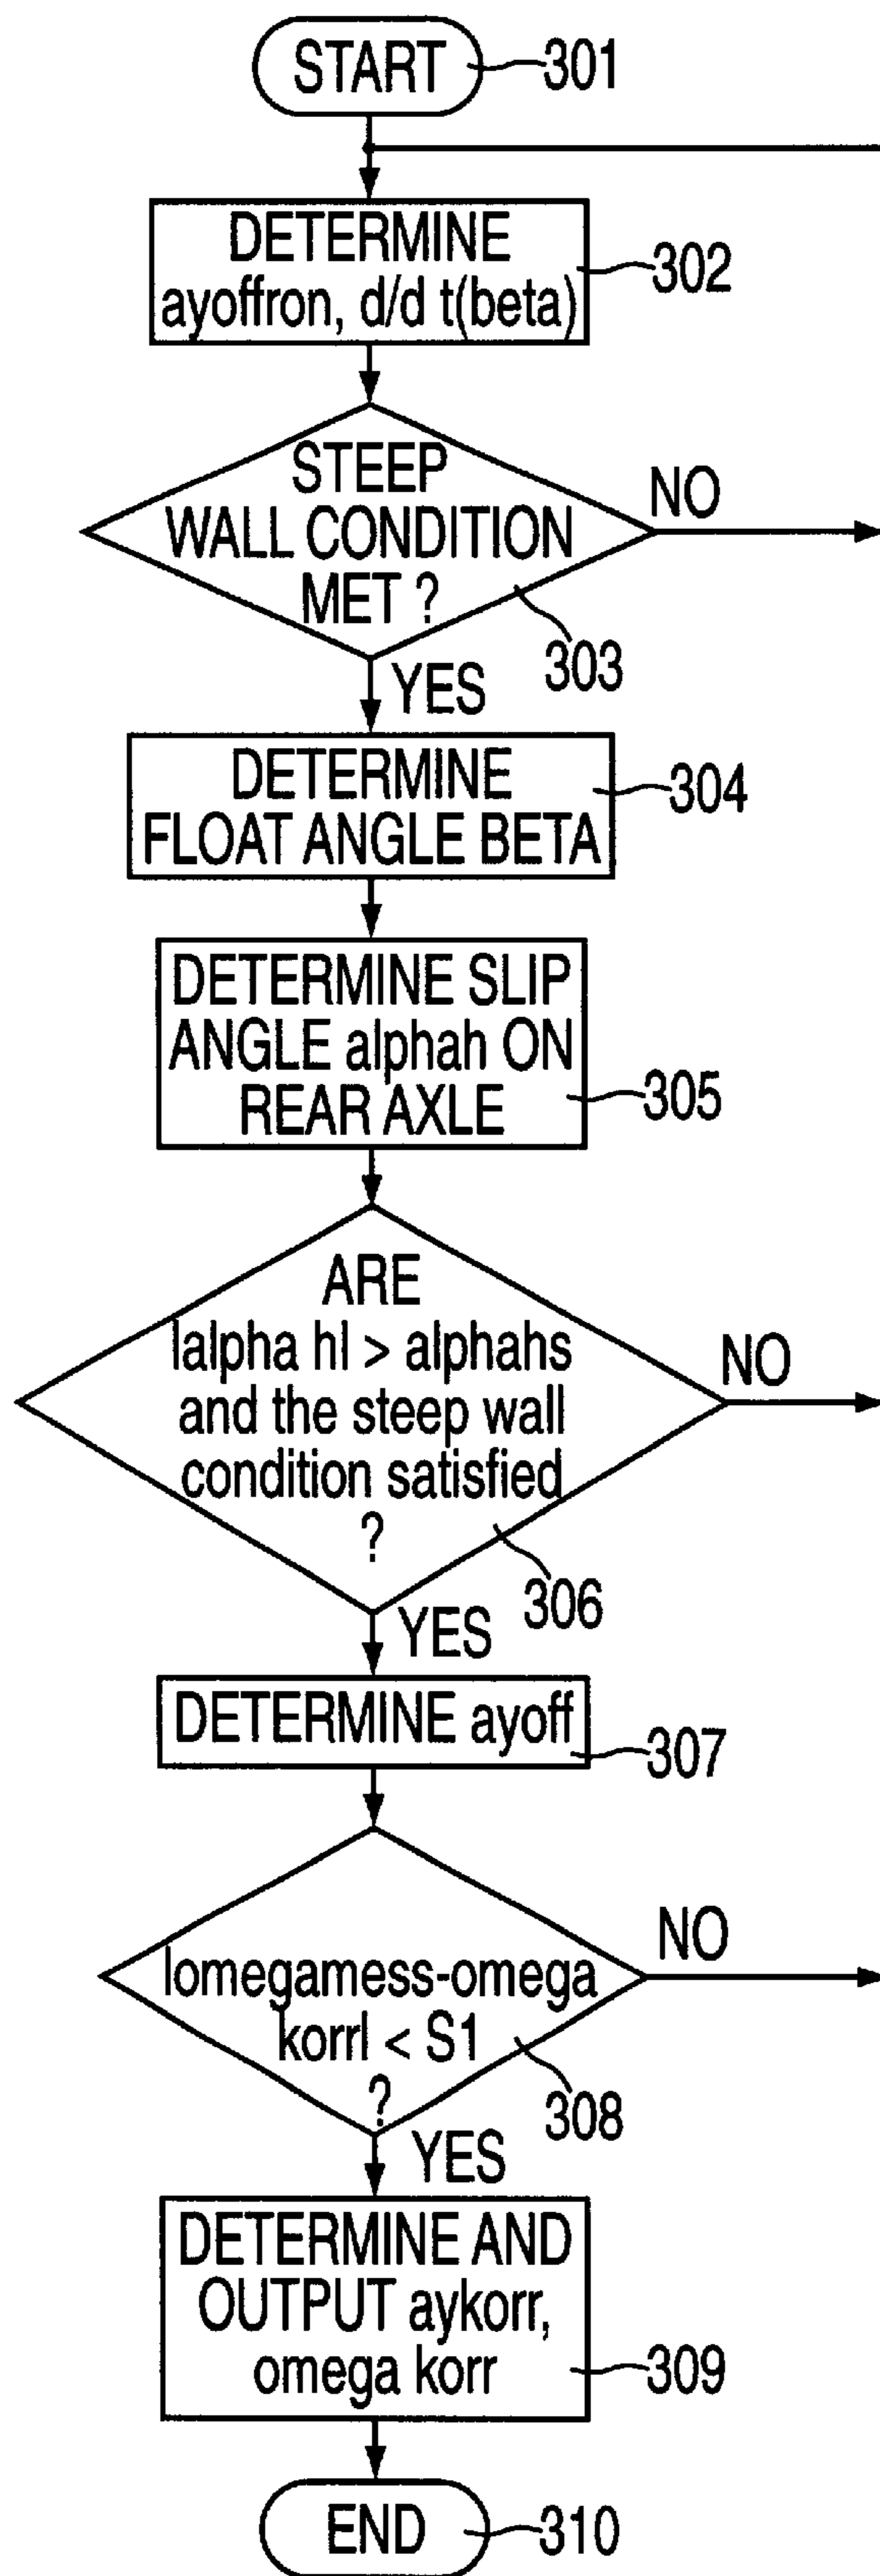 START
301
DETERMINE
ayoffron, d/d t(beta)
302
STEEP
WALL CONDITION
MET ?
NO
303
YES
DETERMINE
FLOAT ANGLE BETA
304
DETERMINE SLIP
ANGLE alphah ON
REAR AXLE
305
ARE
lalpha hl > alphahs
and the steep wall
condition satisfied
?
NO
306
YES
DETERMINE ayoff
307
lomegamess-omega
korrl < S1
?
NO
308
YES
DETERMINE AND
OUTPUT aykorr,
omega korr
309
END
310